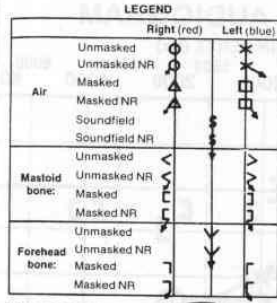 LEGEND
Right (red) Left (blue)
Unmasked
Unmasked NR
Air Masked
Masked NR
Soundfield
Soundfield NR
Unmasked
Mastoid Unmasked NR
bone: Masked
Masked NR
Unmasked
Forehead Unmasked NR
bone: Masked
Masked NR